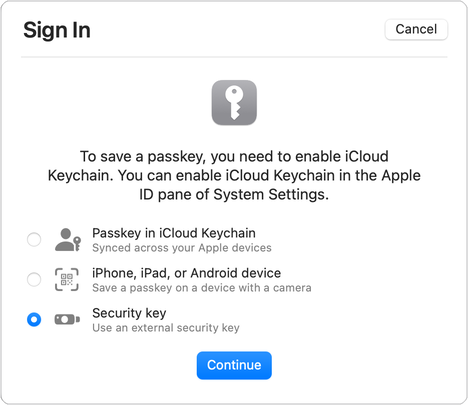 Sign In
Cancel
To save a passkey, you need to enable iCloud
Keychain. You can enable iCloud Keychain in the Apple
ID pane of System Settings.
Passkey in iCloud Keychain
Synced across your Apple devices
iPhone, iPad, or Android device
Save a passkey on a device with a camera
Security key
Use an external security key
Continue